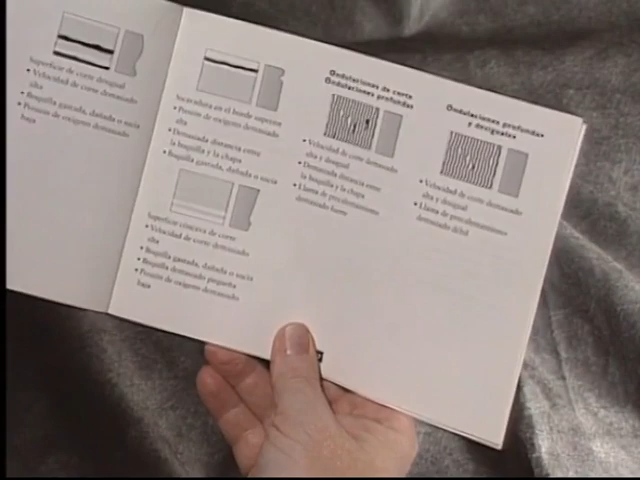 Superficie de corte desigual
• Velocidad de corte demasiado
alta
• Boquilla gastada, dañada o sucia
• Presión de oxígeno demasiado
baja
Socavadura en el borde superior
• Presión de oxígeno demasiado
alta
• Demasiada distancia entre
la boquilla y la chapa
• Boquilla gastada, dañada o sucia
Superficie cóncava de corte
• Velocidad de corte demasiado
alta
• Boquilla gastada, dañada o sucia
• Boquilla demasiado pequeña
• Presión de oxígeno demasiado
baja
Ondulaciones de corte
Ondulaciones profundas
• Velocidad de corte demasiado
alta y desigual
• Demasiada distancia entre
la boquilla y la chapa
• Llama de precalentamiento
demasiado fuerte
Ondulaciones profundas
y desiguales
• Velocidad de corte demasiado
alta y desigual
• Llama de precalentamiento
demasiado débil